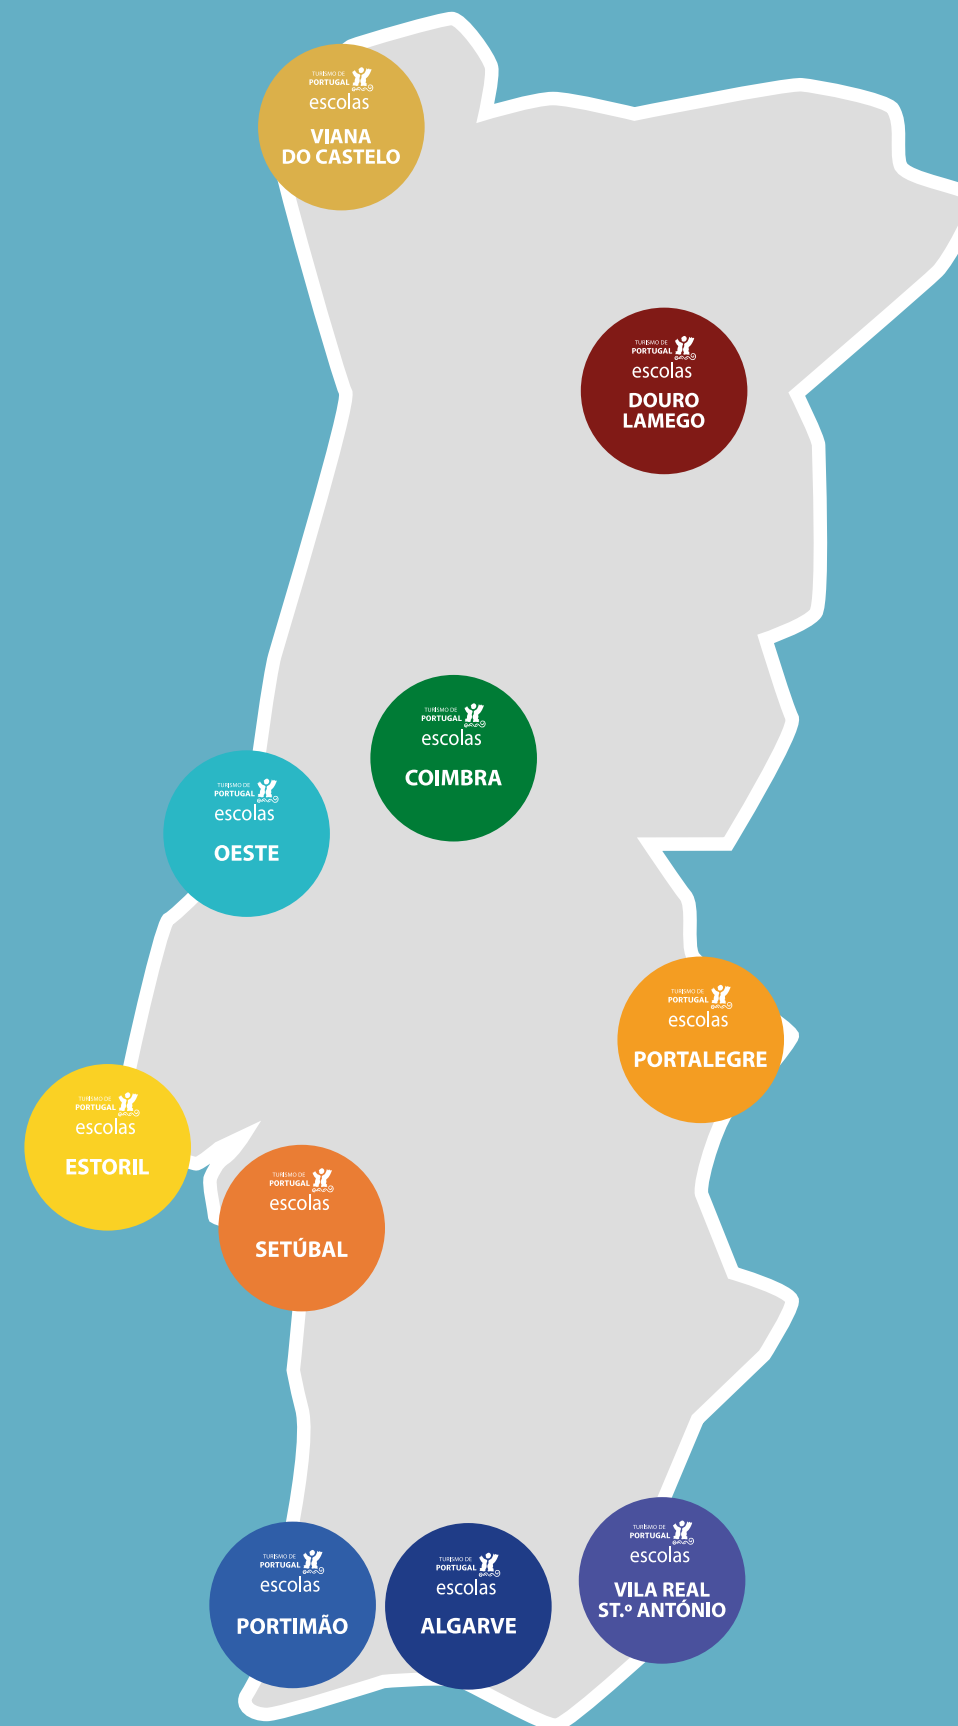 TURISMO DE
PORTUGAL
escolas
VIANA
DO CASTELO
TURISMO DE
PORTUGAL
escolas
DOURO
LAMEGO
TURISMO DE
PORTUGAL
escolas
COIMBRA
TURISMO DE
PORTUGAL
escolas
OESTE
TURISMO DE
PORTUGAL
escolas
PORTALEGRE
TURISMO DE
PORTUGAL
escolas
ESTORIL
TURISMO DE
PORTUGAL
escolas
SETÚBAL
TURISMO DE
PORTUGAL
escolas
PORTIMÃO
TURISMO DE
PORTUGAL
escolas
ALGARVE
TURISMO DE
PORTUGAL
escolas
VILA REAL
ST.º ANTÓNIO